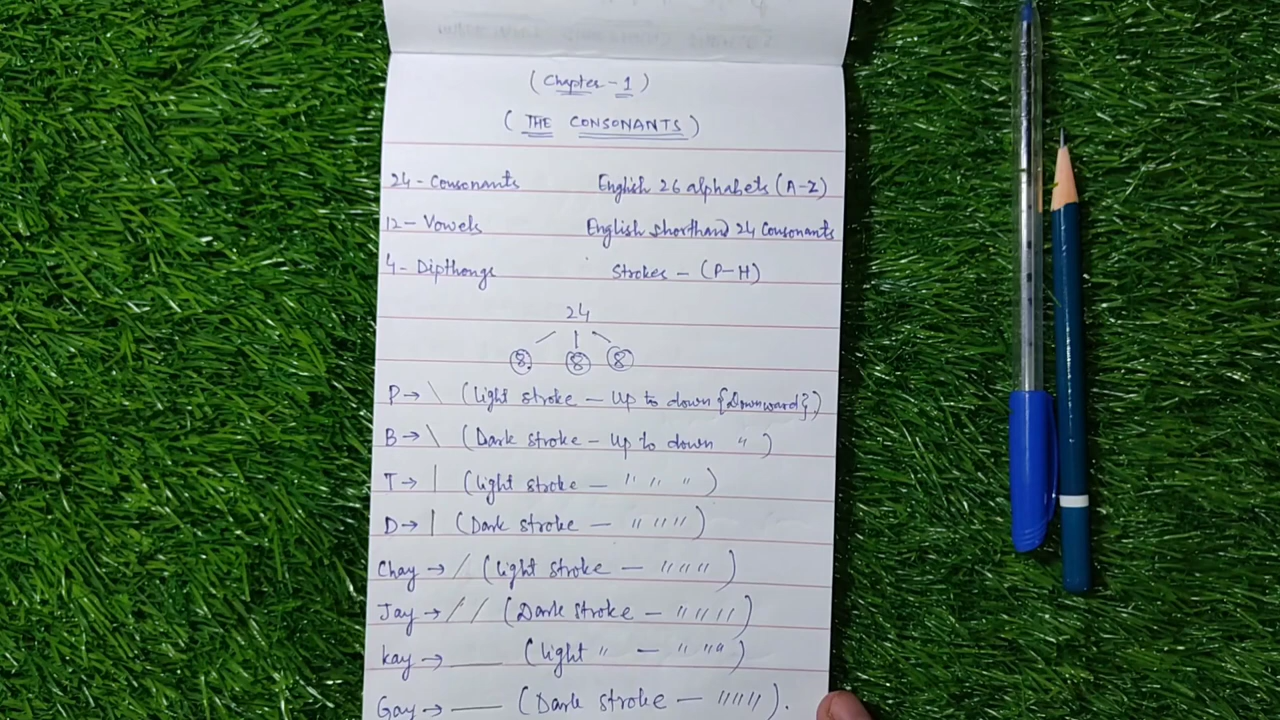 (Chapter-1)
(THE CONSONANTS)
24-Consonants English 26 alphabets (A-Z)
12-Vowels English shorthand 24 Consonants
4-Dipthongs Strokes - (P-H)
24
8 8 8
P→ \ (Light stroke - Up to down {Downward})
B→ \ (Dark stroke - Up to down ")
T→ | (Light stroke - " " ")
D→ | (Dark stroke - " " ")
Chay → / (Light stroke - " " ")
Jay → / / (Dark stroke - " " ")
Kay → — (Light " - " " ")
Gay → — (Dark stroke - " " ").